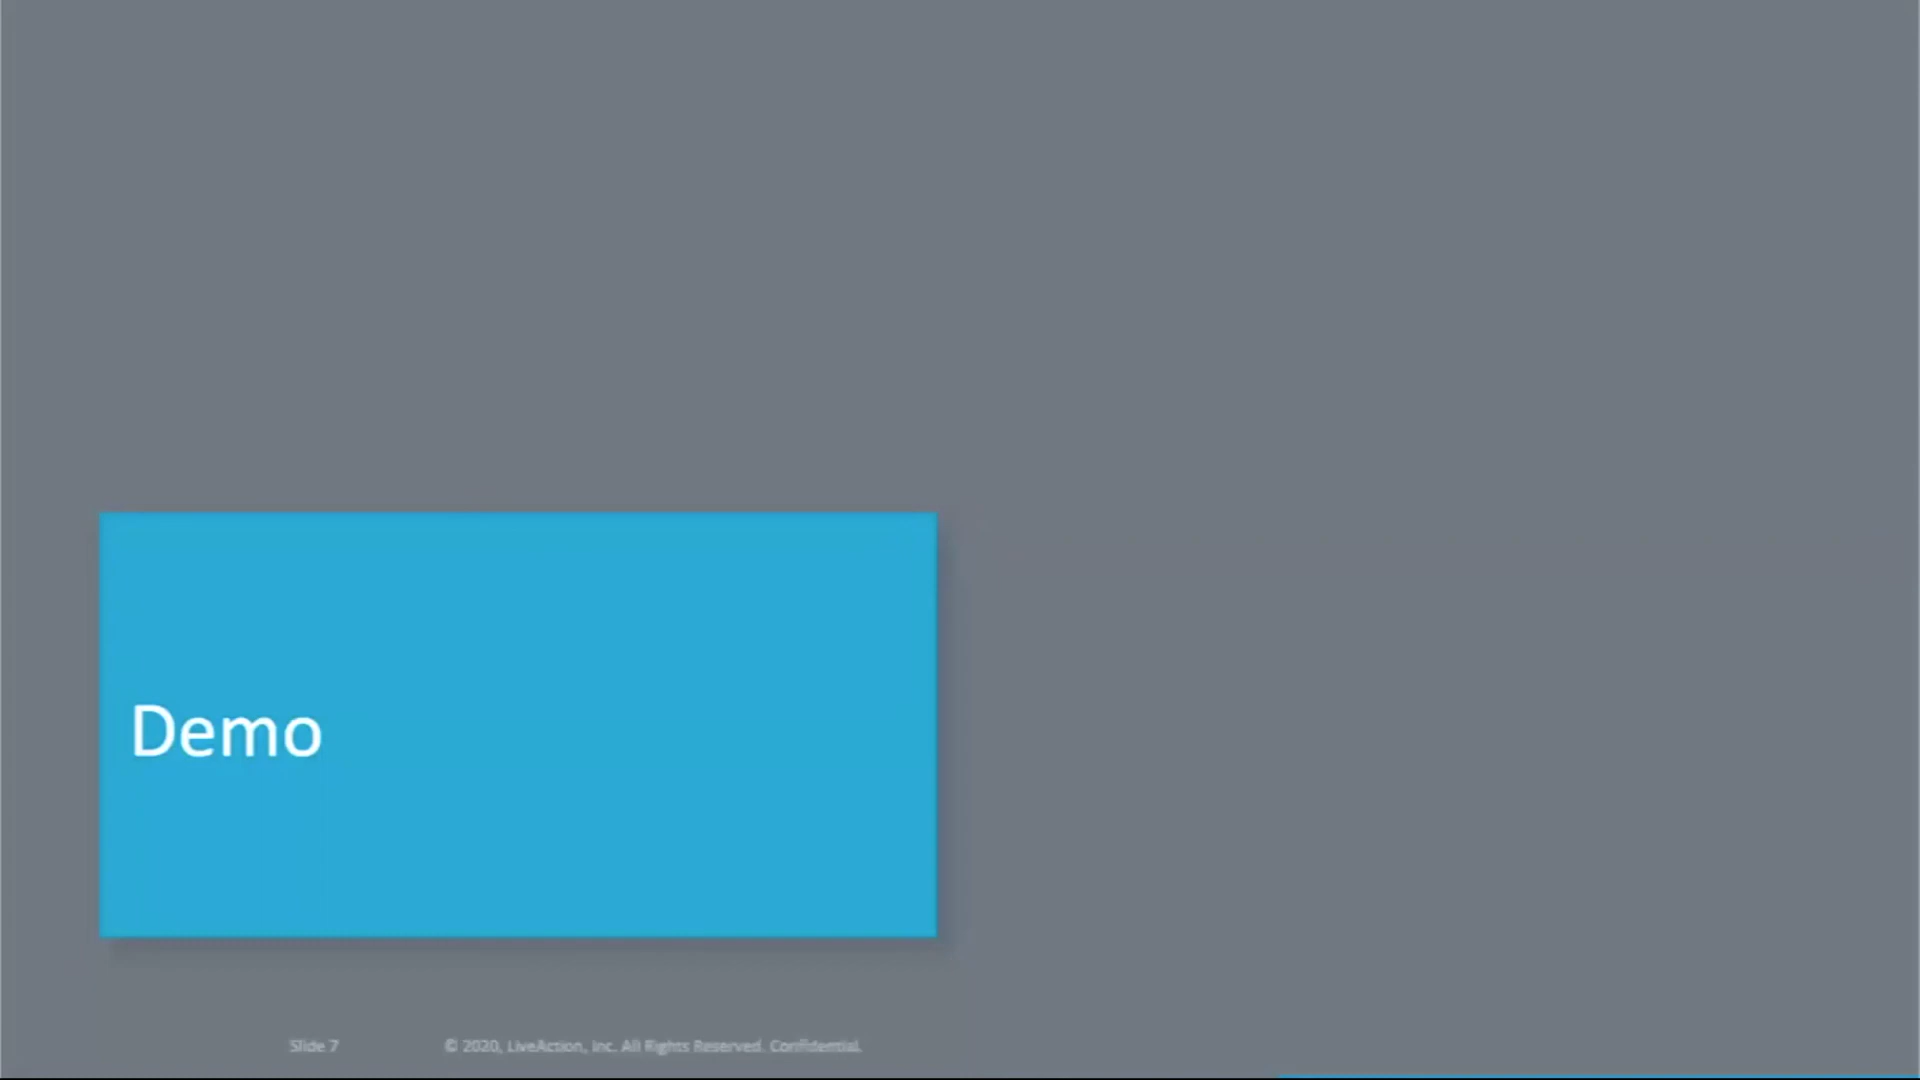 Demo
Slide 7
© 2020, LiveAction, Inc. All Rights Reserved. Confidential.